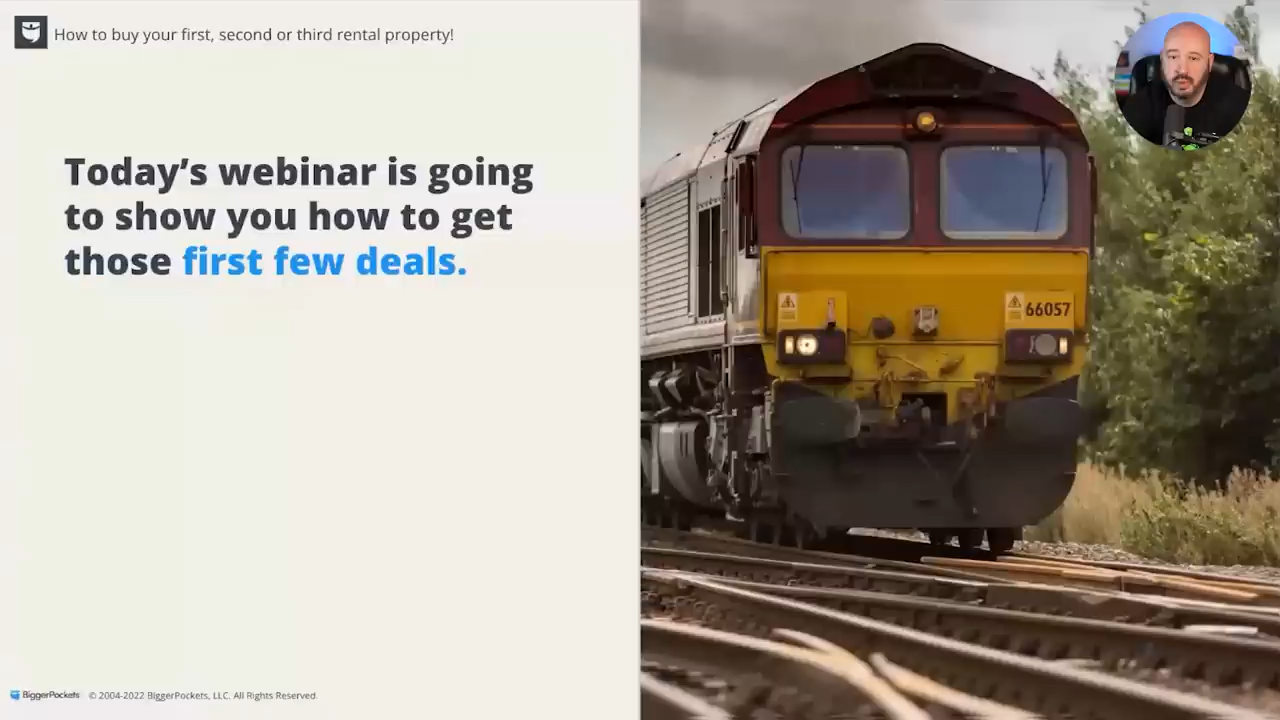 How to buy your first, second or third rental property!
Today's webinar is going
to show you how to get
those first few deals.
66057
BiggerPockets © 2004-2022 BiggerPockets, LLC. All Rights Reserved.